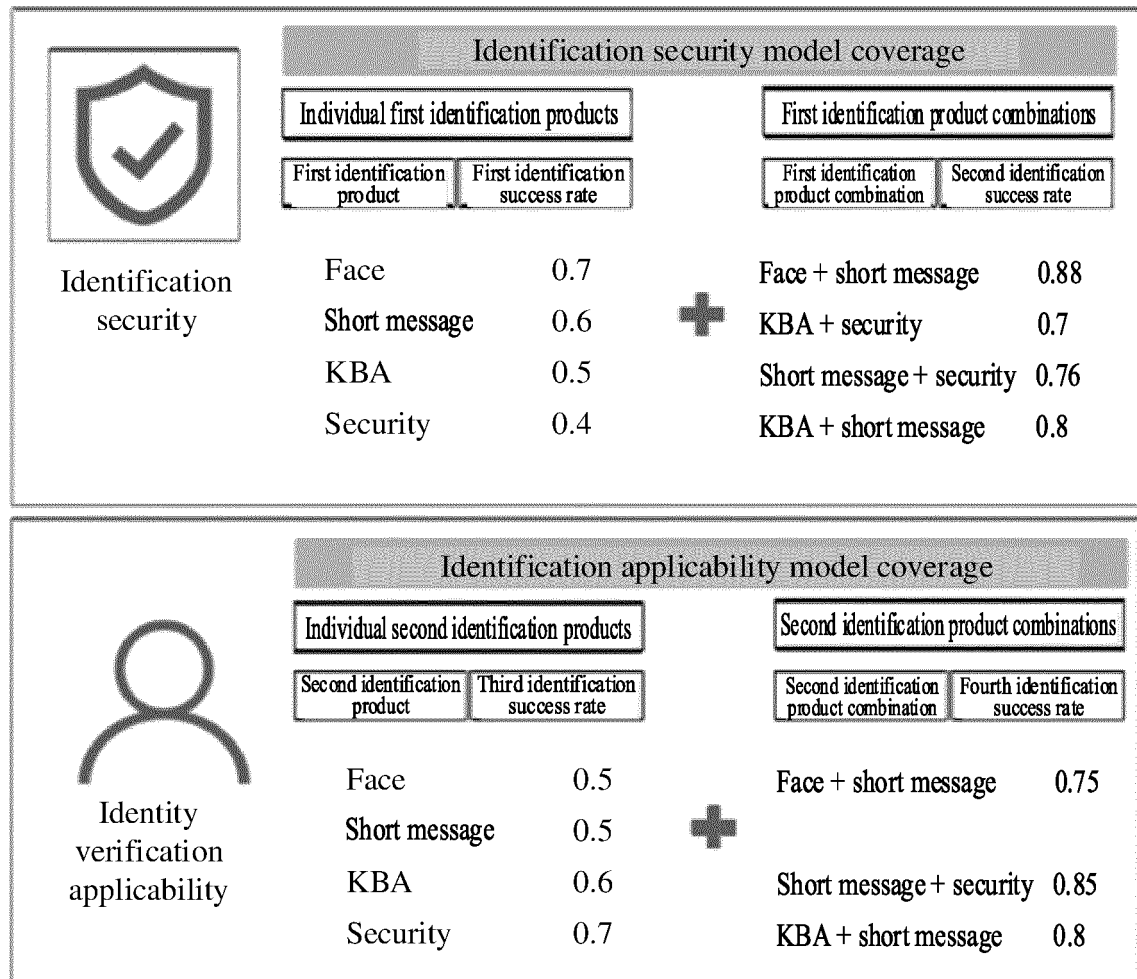 Identification security model coverage
Individual first identification products
First identification product combinations
First identification
product
First identification
success rate
First identification
product combination
Second identification
success rate
Identification
security
Face 0.7
Short message 0.6
KBA 0.5
Security 0.4
Face + short message 0.88
KBA + security 0.7
Short message + security 0.76
KBA + short message 0.8
Identification applicability model coverage
Individual second identification products
Second identification product combinations
Second identification
product
Third identification
success rate
Second identification
product combination
Fourth identification
success rate
Identity
verification
applicability
Face 0.5
Short message 0.5
KBA 0.6
Security 0.7
Face + short message 0.75
Short message + security 0.85
KBA + short message 0.8